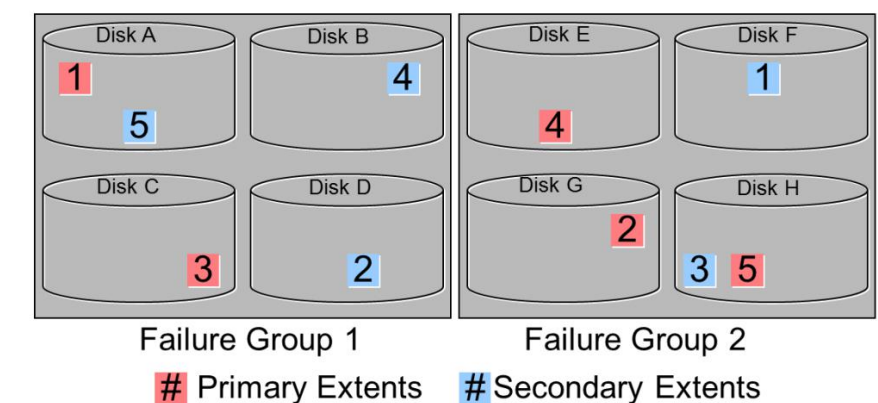 Disk A Disk B Disk E Disk F
1 4 1
5 4
Disk C Disk D Disk G Disk H
2
3 2 3 5
Failure Group 1 Failure Group 2
# Primary Extents # Secondary Extents